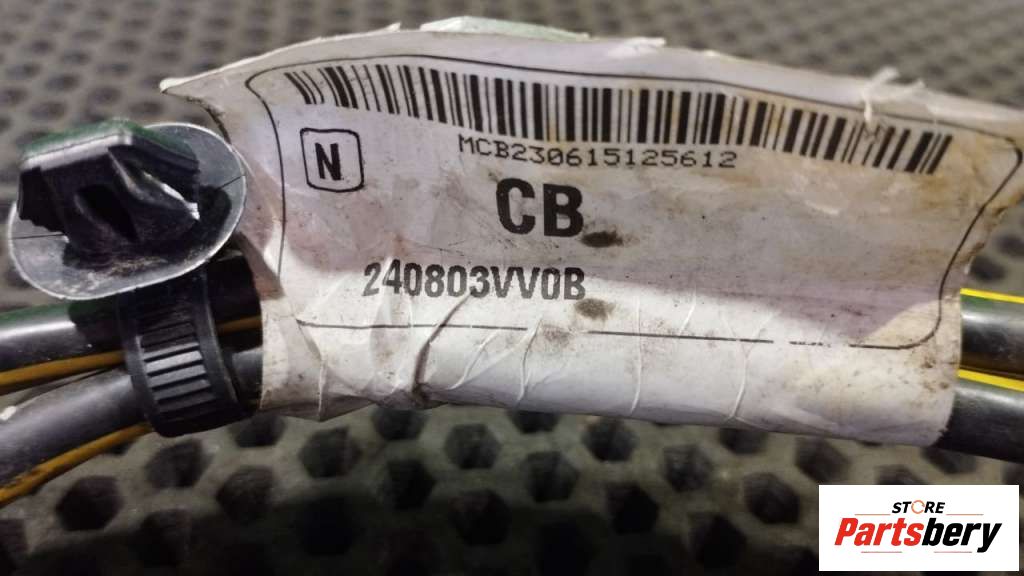 MCB230615125612
N
CB
240803VV0B
STORE
Partsbery